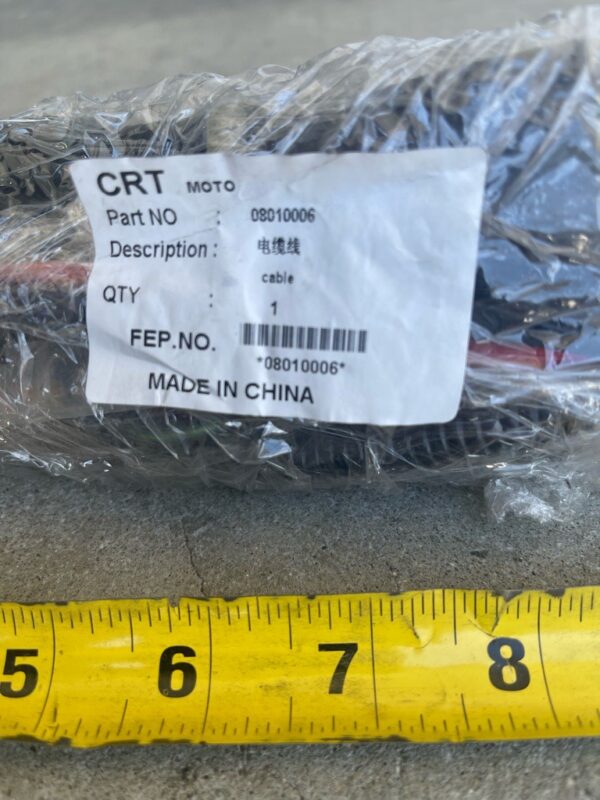 CRT MOTO
Part NO : 08010006
Description : 电缆线
cable
QTY : 1
FEP.NO.
*08010006*
MADE IN CHINA
5 6 7 8